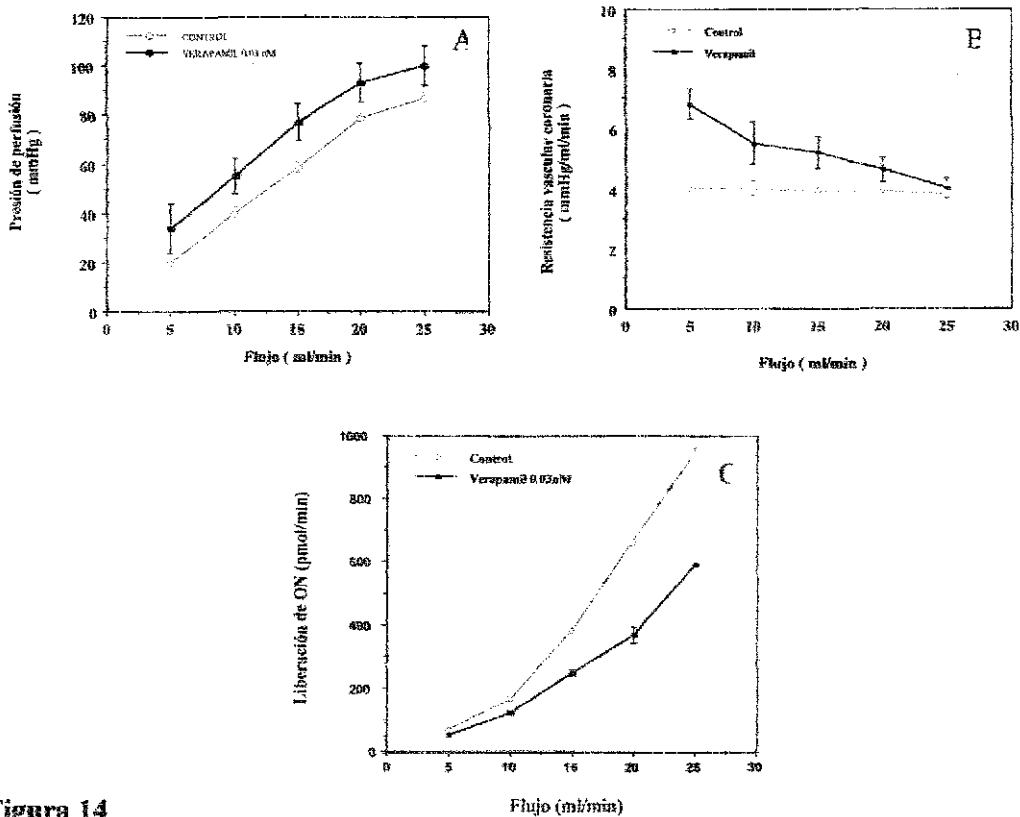 120
100
80
60
40
20
0
Presión de perfusión
( mmHg )
CONTROL
VERAPAMIL 0.03 nM
A
0 5 10 15 20 25 30
Flujo ( ml/min )
10
8
6
4
2
0
Resistencia vascular coronaria
( mmHg/ml/min )
Control
Verapamil
B
0 5 10 15 20 25 30
Flujo ( ml/min )
1000
800
600
400
200
0
Liberación de ON (pmol/min)
Control
Verapamil 0.03nM
C
0 5 10 15 20 25 30
Flujo (ml/min)
Figura 14